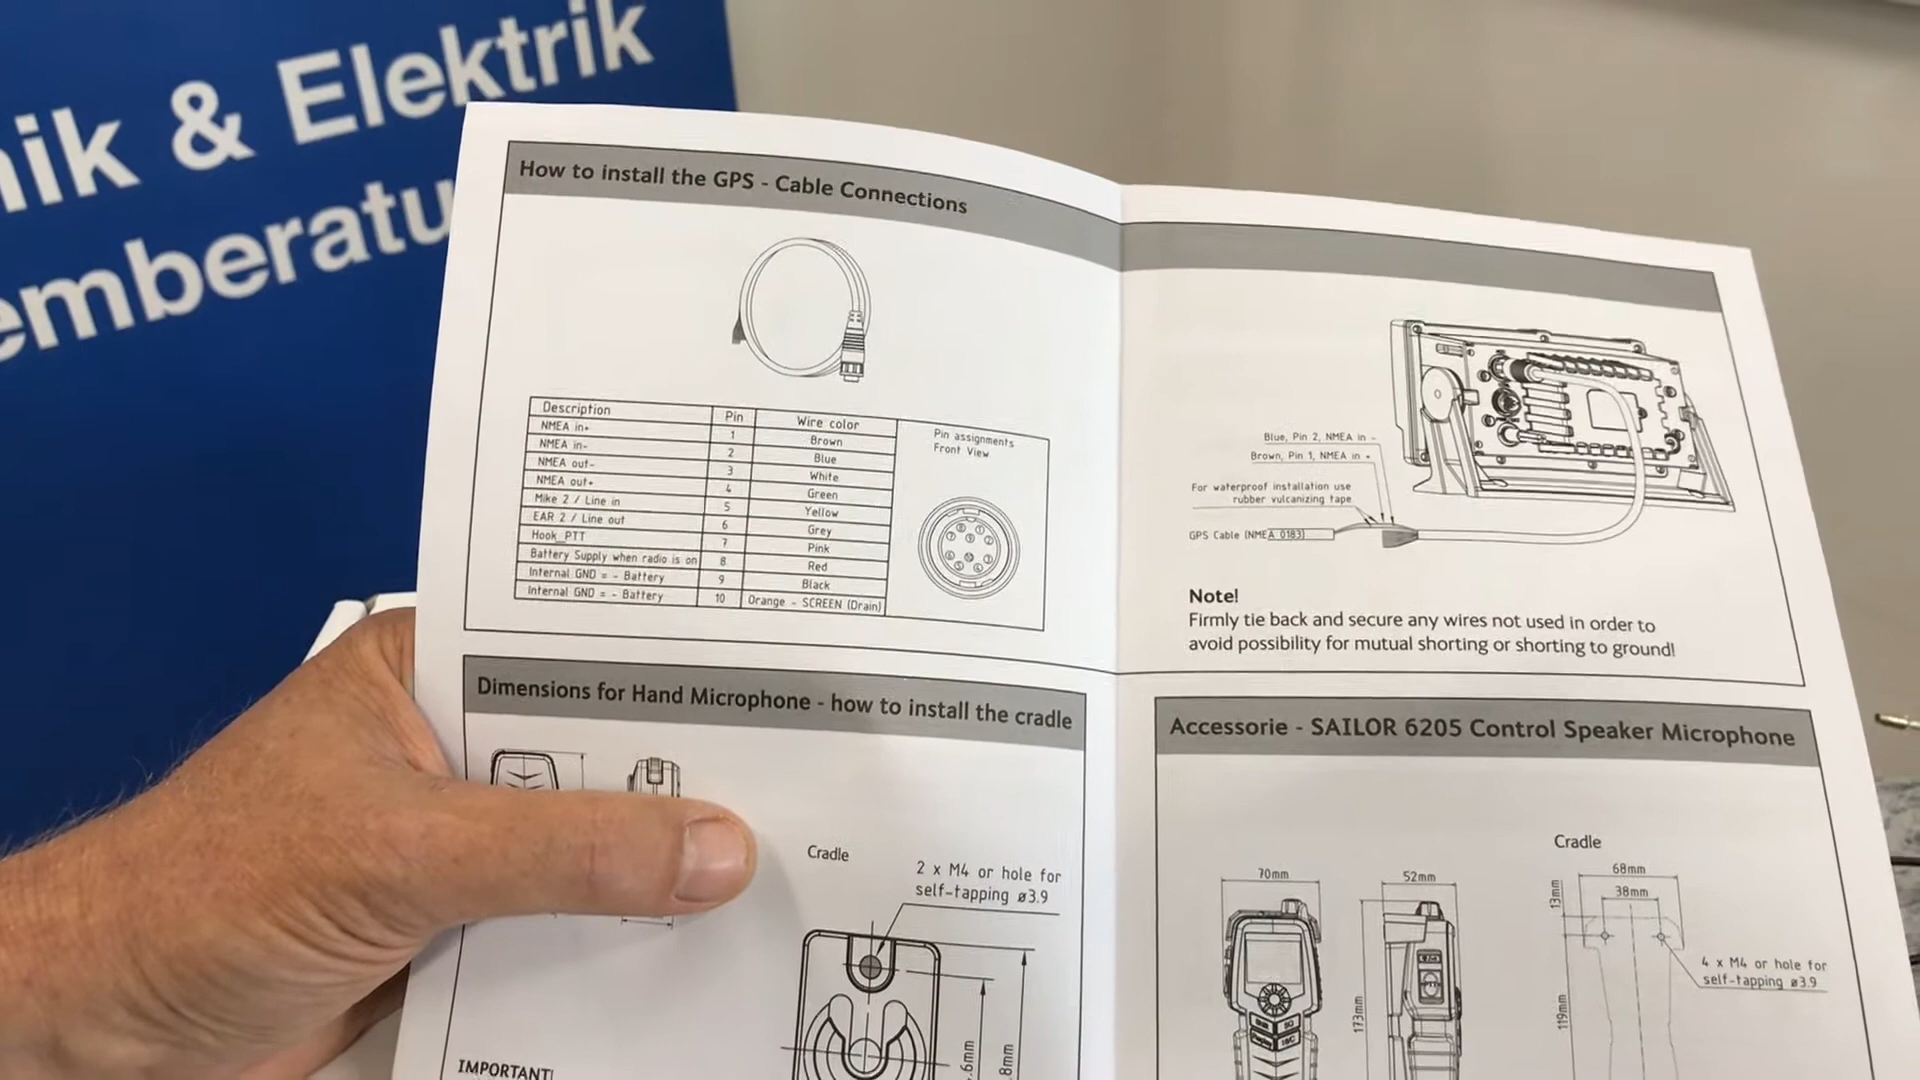 nik & Elektrik
emberatu
How to install the GPS - Cable Connections
Description Pin Wire color
NMEA in+ 1 Brown
NMEA in- 2 Blue
NMEA out- 3 White
NMEA out+ 4 Green
Mike 2 / Line in 5 Yellow
EAR 2 / Line out 6 Grey
Hook_PTT 7 Pink
Battery Supply when radio is on 8 Red
Internal GND = - Battery 9 Black
Internal GND = - Battery 10 Orange - SCREEN (Drain)
Pin assignments
Front View
Blue, Pin 2, NMEA in -
Brown, Pin 1, NMEA in +
For waterproof installation use
rubber vulcanizing tape
GPS Cable (NMEA 0183)
Note!
Firmly tie back and secure any wires not used in order to
avoid possibility for mutual shorting or shorting to ground!
Dimensions for Hand Microphone - how to install the cradle
Cradle
2 x M4 or hole for
self-tapping ø3.9
.6mm
.8mm
IMPORTANT!
Accessorie - SAILOR 6205 Control Speaker Microphone
Cradle
70mm
52mm
68mm
38mm
13mm
4 x M4 or hole for
self-tapping ø3.9
173mm
119mm